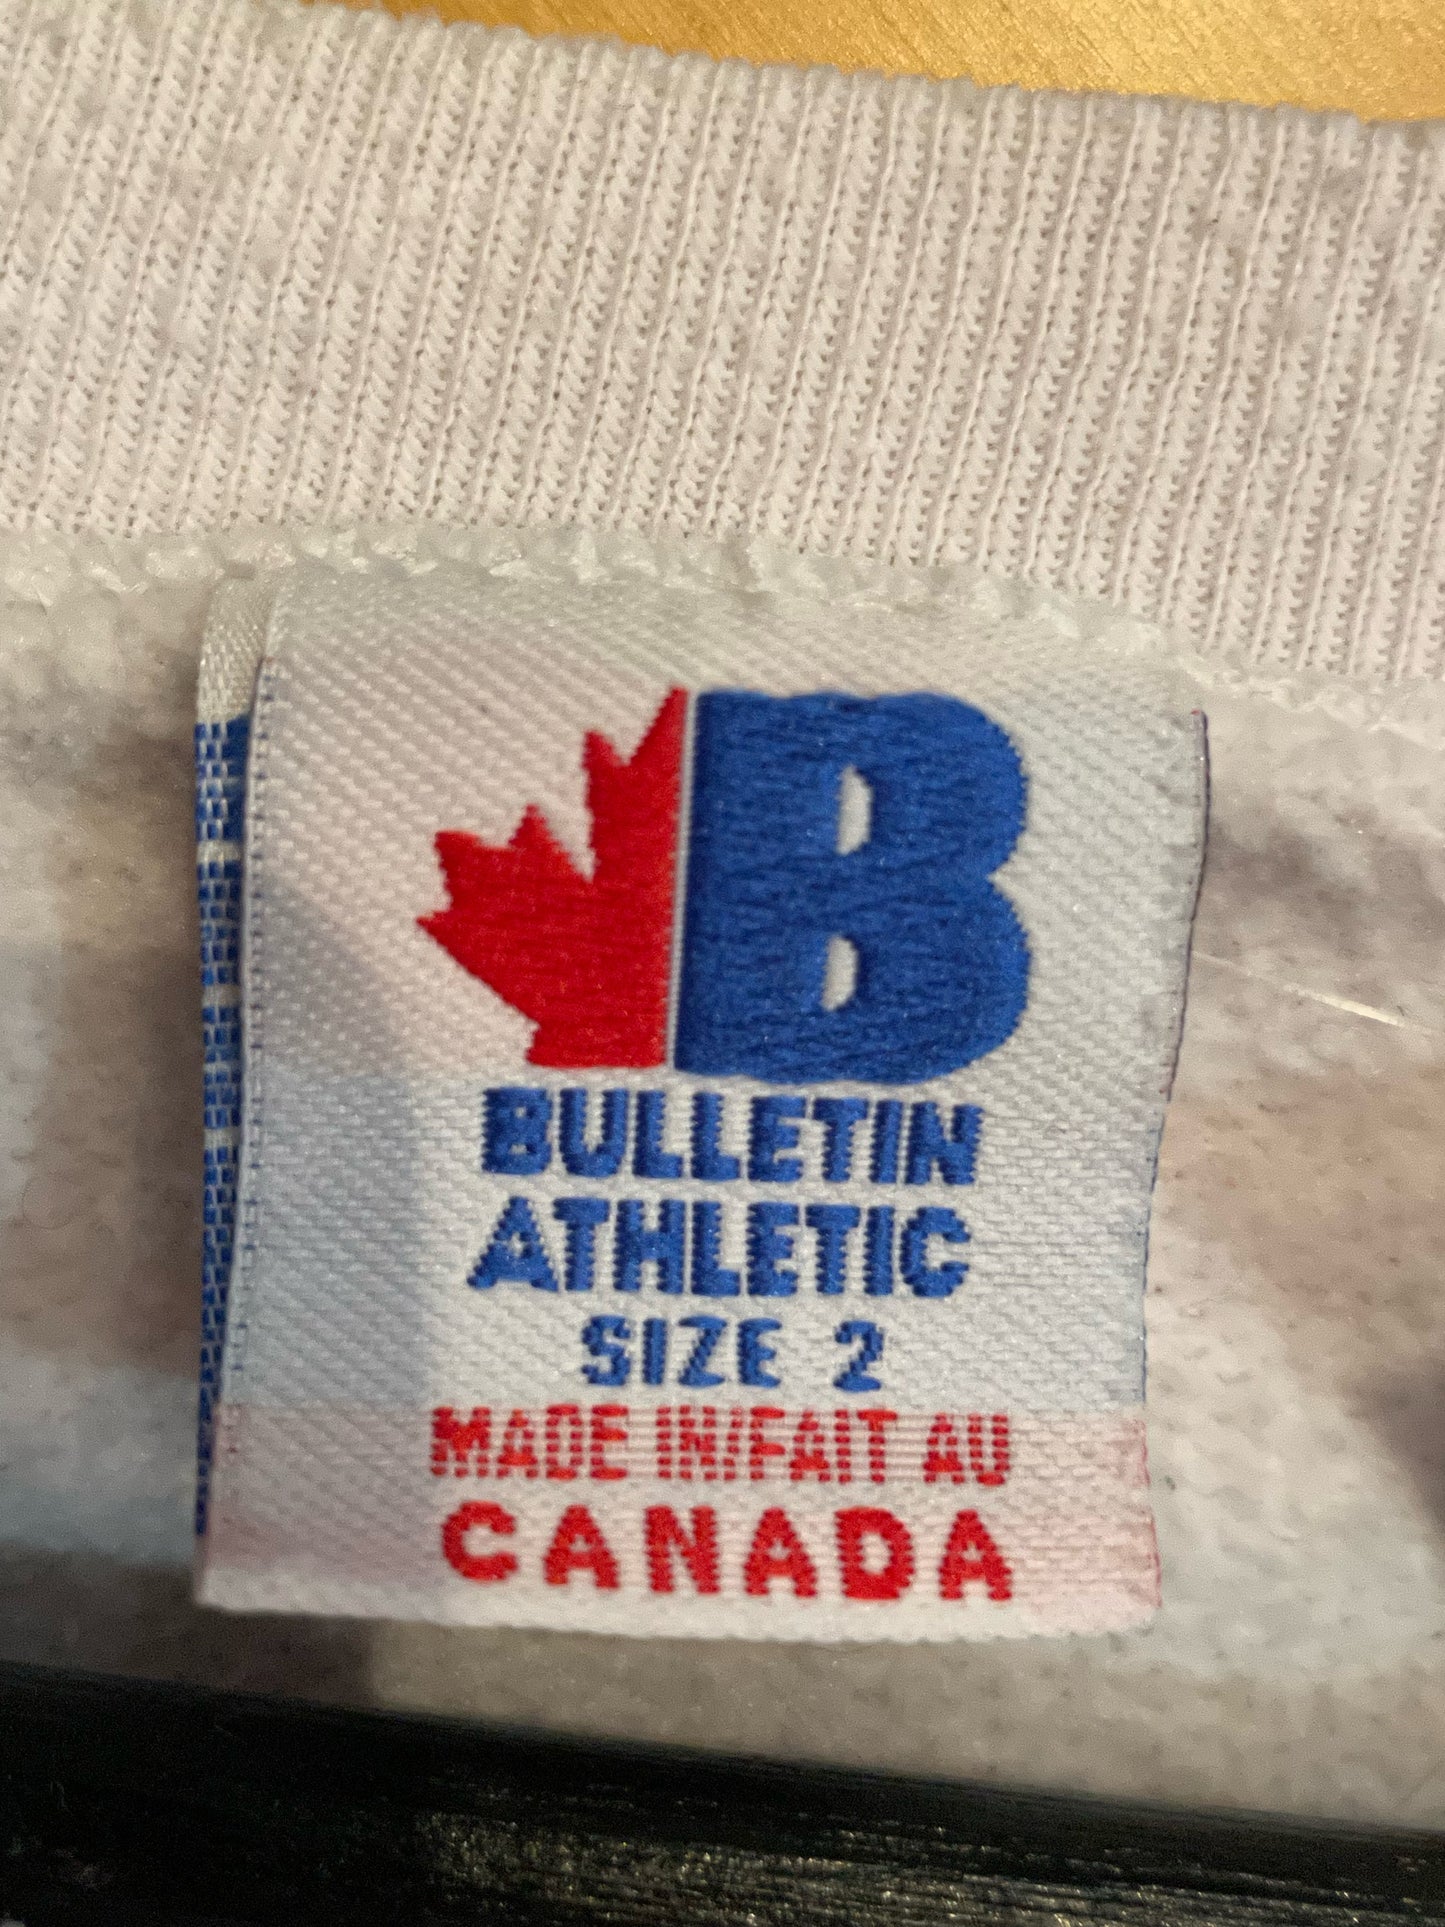 B
BULLETIN
ATHLETIC
SIZE 2
MADE IN/FAIT AU
CANADA